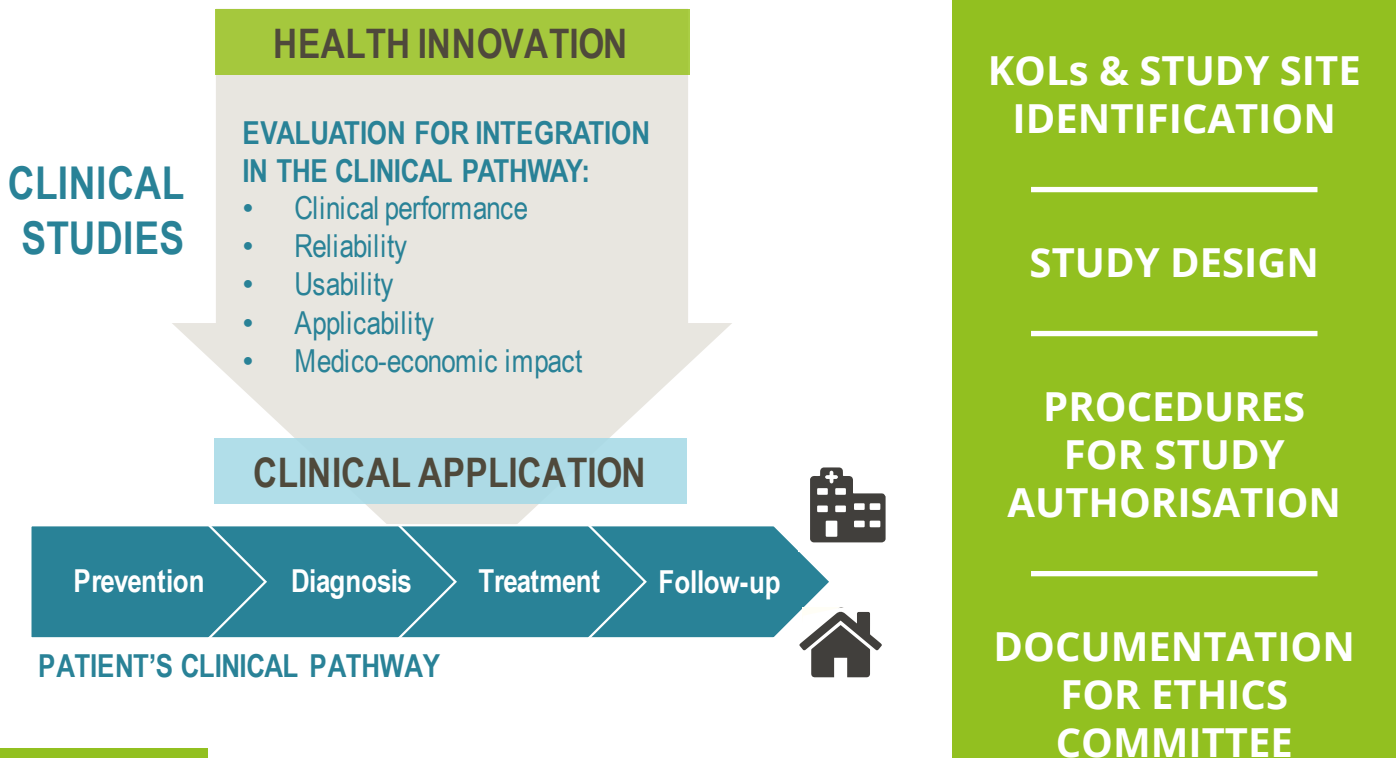 HEALTH INNOVATION
CLINICAL
STUDIES
EVALUATION FOR INTEGRATION
IN THE CLINICAL PATHWAY:
• Clinical performance
• Reliability
• Usability
• Applicability
• Medico-economic impact
CLINICAL APPLICATION
Prevention
Diagnosis
Treatment
Follow-up
PATIENT’S CLINICAL PATHWAY
KOLs & STUDY SITE
IDENTIFICATION
STUDY DESIGN
PROCEDURES
FOR STUDY
AUTHORISATION
DOCUMENTATION
FOR ETHICS
COMMITTEE